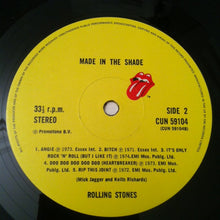 MADE IN THE SHADE
33⅓ r.p.m.
STEREO
SIDE 2
CUN 59104
(CUN 59104B)
℗ Promotone B.V.
1. ANGIE ℗ 1973. Essex Int. 2. BITCH ℗ 1971. Essex Int. 3. IT'S ONLY
ROCK 'N' ROLL (BUT I LIKE IT) ℗ 1974. EMI Mus. Publg. Ltd.
4. DOO DOO DOO DOO DOO (HEARTBREAKER) ℗ 1973. EMI Mus.
Publg. Ltd. 5. RIP THIS JOINT ℗ 1972. EMI Mus. Publg. Ltd.
(Mick Jagger and Keith Richards)
ROLLING STONES